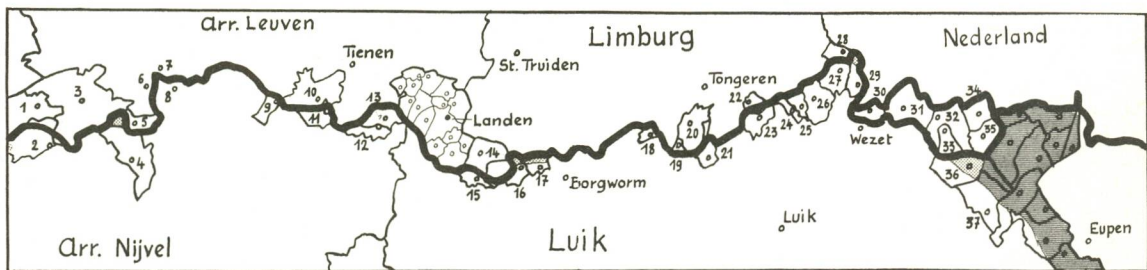 arr. Leuven
Limburg
Nederland
Tienen
St. Truiden
Tongeren
Landen
Wezet
Borgworm
Luik
Eupen
arr. Nijvel
Luik
1
2
3
4
5
6
7
8
9
10
11
12
13
14
15
16
17
18
19
20
21
22
23
24
25
26
27
28
29
30
31
32
33
34
35
36
37